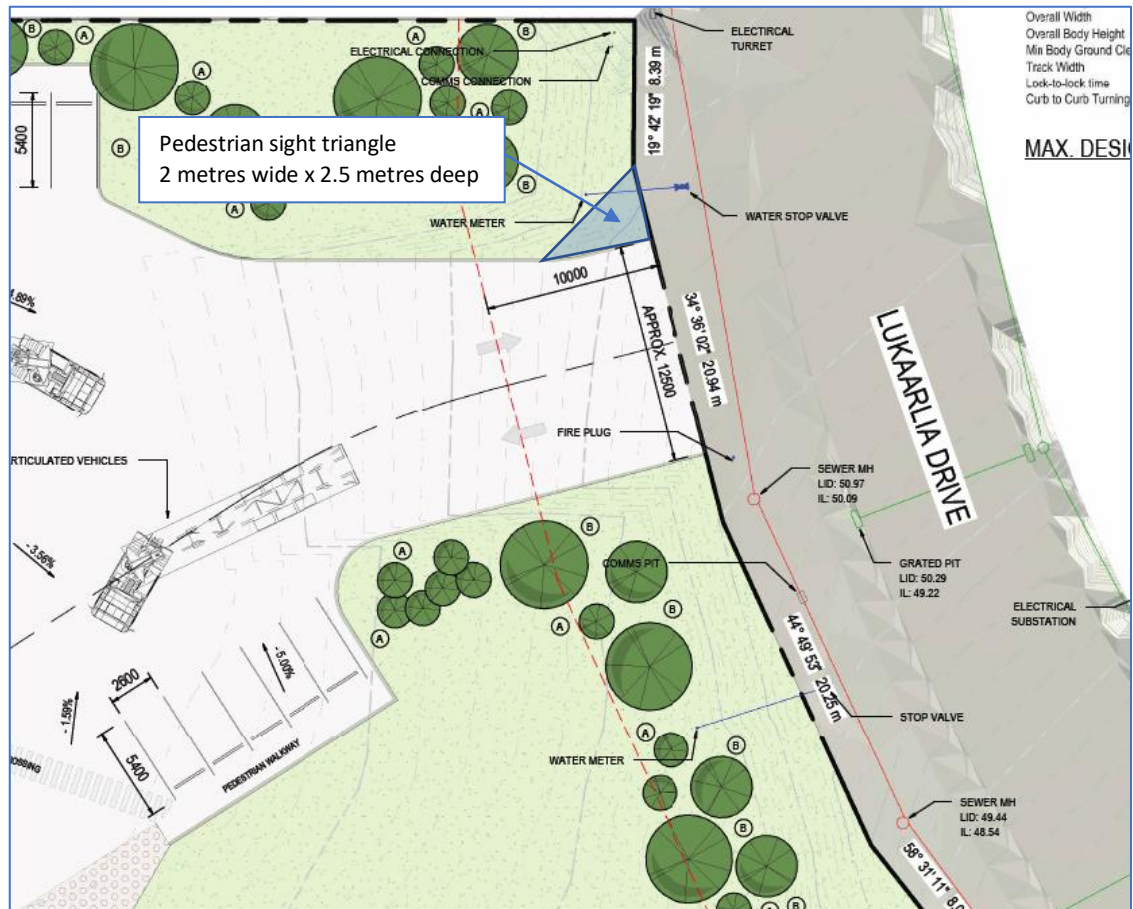 Overall Width
Overall Body Height
Min Body Ground Cle
Track Width
Lock-to-lock time
Curb to Curb Turning
MAX. DESI
ELECTIRCAL
TURRET
19° 42' 19" 8.39 m
B
A
A
B
A
ELECTRICAL CONNECTION
A
B
COMMS CONNECTION
A
5400
B
Pedestrian sight triangle
2 metres wide x 2.5 metres deep
B
A
WATER METER
WATER STOP VALVE
10000
APPROX. 12500
34° 36' 02" 20.94 m
LUKAARLIA DRIVE
.89%
FIRE PLUG
RTICULATED VEHICLES
SEWER MH
LID: 50.97
IL: 50.09
- 3.56%
B
A
COMMS PIT
GRATED PIT
LID: 50.29
IL: 49.22
ELECTRICAL
SUBSTATION
A
A
B
44° 49' 53" 20.25 m
- 5.00%
2600
- 1.59%
5400
PEDESTRIAN WALKWAY
OSSING
STOP VALVE
A
B
WATER METER
A
B
SEWER MH
LID: 49.44
IL: 48.54
B
A
B